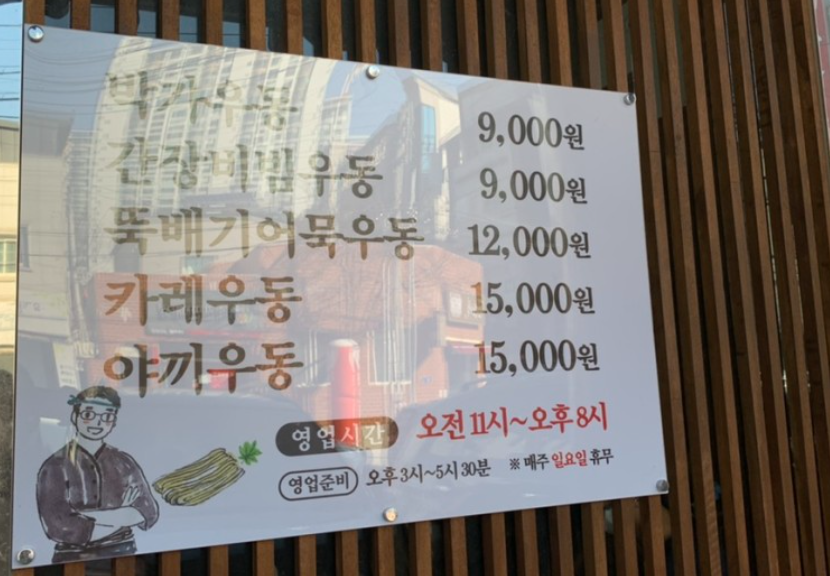 박가우동 9,000원
간장비빔우동 9,000원
뚝배기어묵우동 12,000원
카레우동 15,000원
야끼우동 15,000원
영업시간 오전 11시~오후 8시
영업준비 오후 3시~5시 30분 ※ 매주 일요일 휴무